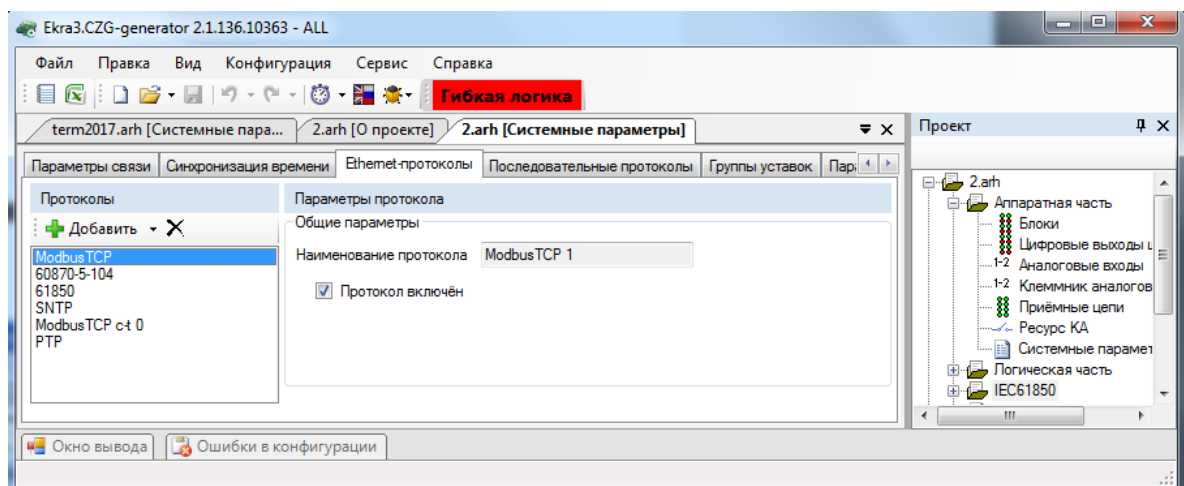 Ekra3.CZG-generator 2.1.136.10363 - ALL
Файл Правка Вид Конфигурация Сервис Справка
Гибкая логика
term2017.arh [Системные пара... 2.arh [О проекте] 2.arh [Системные параметры]
Параметры связи Синхронизация времени Ethernet-протоколы Последовательные протоколы Группы уставок Пар
Протоколы
Добавить
ModbusTCP
60870-5-104
61850
SNTP
ModbusTCP c-t 0
PTP
Параметры протокола
Общие параметры
Наименование протокола ModbusTCP 1
Протокол включён
Проект
2.arh
Аппаратная часть
Блоки
Цифровые выходы
1-2 Аналоговые входы
1-2 Клеммник аналогов
Приёмные цепи
Ресурс КА
Системные парамет
Логическая часть
IEC61850
Окно вывода Ошибки в конфигурации